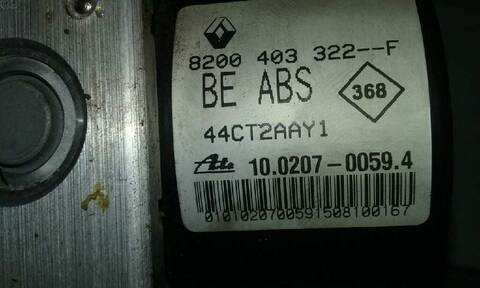 8200 403 322--F
BE ABS
368
44CT2AAY1
Ate 10.0207-0059.4
0101020700591508100167